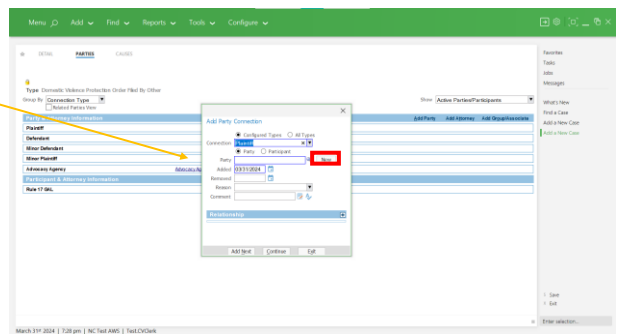 Menu Add Find Reports Tools Configure
DETAIL PARTIES CAUSES
Type Domestic Violence Protection Order Filed By Other
Group By Connection Type
Related Parties View
Show Active Parties/Participants
Party & Attorney Information
Add Party Add Attorney Add Group/Associate
Plaintiff
Defendant
Minor Defendant
Minor Plaintiff
Advocacy Agency
Participant & Attorney Information
Rule 17 GAL
Add Party Connection
Configured Types All Types
Connection Plaintiff
Party Participant
Party New
Added 03/31/2024
Removed
Reason
Comment
Relationship
Add Next Continue Exit
Favorites
Tasks
Jobs
Messages
What's New
Find a Case
Add a New Case
Add a New Case
Save
Exit
Enter selection...
March 31st 2024 | 7:28 pm | NC Test AWS | Test.CVClerk